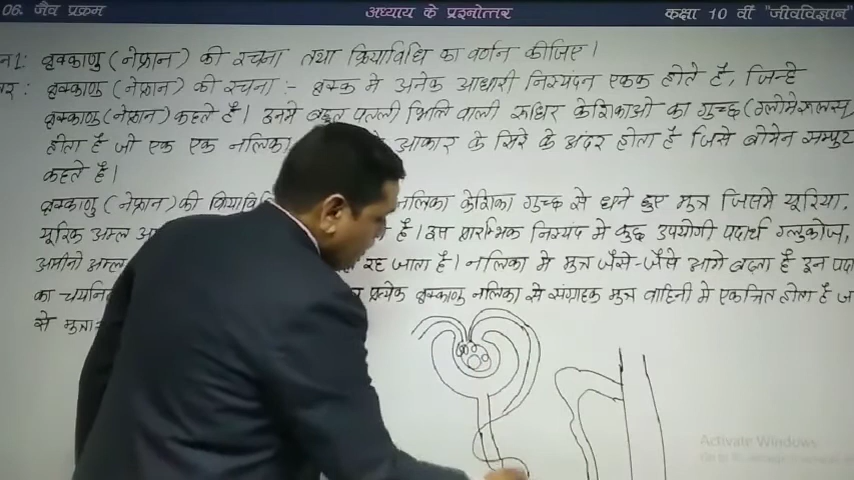 06. जैव प्रक्रम
अध्याय के प्रश्नोत्तर
कक्षा 10 वीं "जीवविज्ञान"
न1: वृक्काणु (नेफ्रान) की रचना तथा क्रियाविधि का वर्णन कीजिए।
र: वृक्काणु (नेफ्रान) की रचना :- वृक्क मे अनेक आधारी निस्यंदन एकक होते है, जिन्हे
वृक्काणु (नेफ्रान) कहते है। उनमे बहुत पतली भिति वाली रूधिर केशिकाओ का गुच्छ (ग्लोमेरूलस)
होता है जो एक एक नलिका आकार के सिरे के अंदर होता है जिसे बोमेन सम्पुट
कहते है।
वृक्काणु (नेफ्रान) की क्रियावि नलिका केशिका गुच्छ से छने हुए मुत्र जिसमे यूरिया,
यूरिक अम्ल है। इस प्रारम्भिक निस्यंद मे कुछ उपयोगी पदार्थ ग्लुकोज,
अमीनो अम्ल रह जाता है। नलिका मे मुत्र जैसे-जैसे आगे बढ़ता है इन पदा
का चयनि प्रत्येक वृक्काणु नलिका से संग्राहक मुत्र वाहिनी मे एकत्रित होता है ज
से मुत्रा
Activate Windows